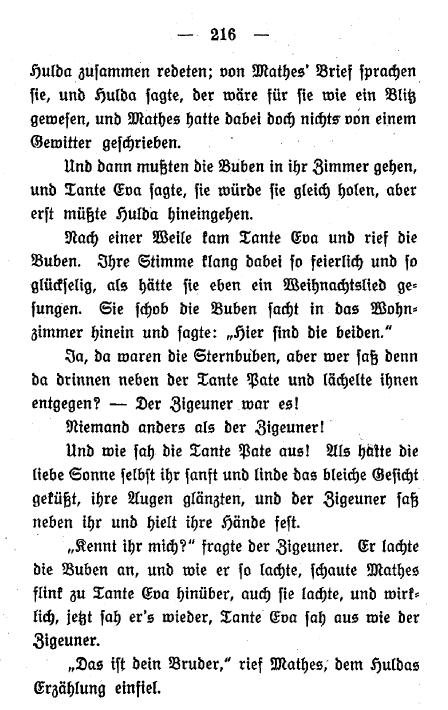 — 216 —
Hulda zusammen redeten; von Mathes' Brief sprachen
sie, und Hulda sagte, der wäre für sie wie ein Blitz
gewesen, und Mathes hatte dabei doch nichts von einem
Gewitter geschrieben.
Und dann mußten die Buben in ihr Zimmer gehen,
und Tante Eva sagte, sie würde sie gleich holen, aber
erst müßte Hulda hineingehen.
Nach einer Weile kam Tante Eva und rief die
Buben. Ihre Stimme klang dabei so feierlich und so
glückselig, als hätte sie eben ein Weihnachtslied ge-
sungen. Sie schob die Buben sacht in das Wohn-
zimmer hinein und sagte: „Hier sind die beiden.“
Ja, da waren die Sternbuben, aber wer saß denn
da drinnen neben der Tante Pate und lächelte ihnen
entgegen? — Der Zigeuner war es!
Niemand anders als der Zigeuner!
Und wie sah die Tante Pate aus! Als hätte die
liebe Sonne selbst ihr sanft und linde das bleiche Gesicht
geküßt, ihre Augen glänzten, und der Zigeuner saß
neben ihr und hielt ihre Hände fest.
„Kennt ihr mich?“ fragte der Zigeuner. Er lachte
die Buben an, und wie er so lachte, schaute Mathes
flink zu Tante Eva hinüber, auch sie lachte, und wirk-
lich, jetzt sah er's wieder, Tante Eva sah aus wie der
Zigeuner.
„Das ist dein Bruder,“ rief Mathes, dem Huldas
Erzählung einfiel.